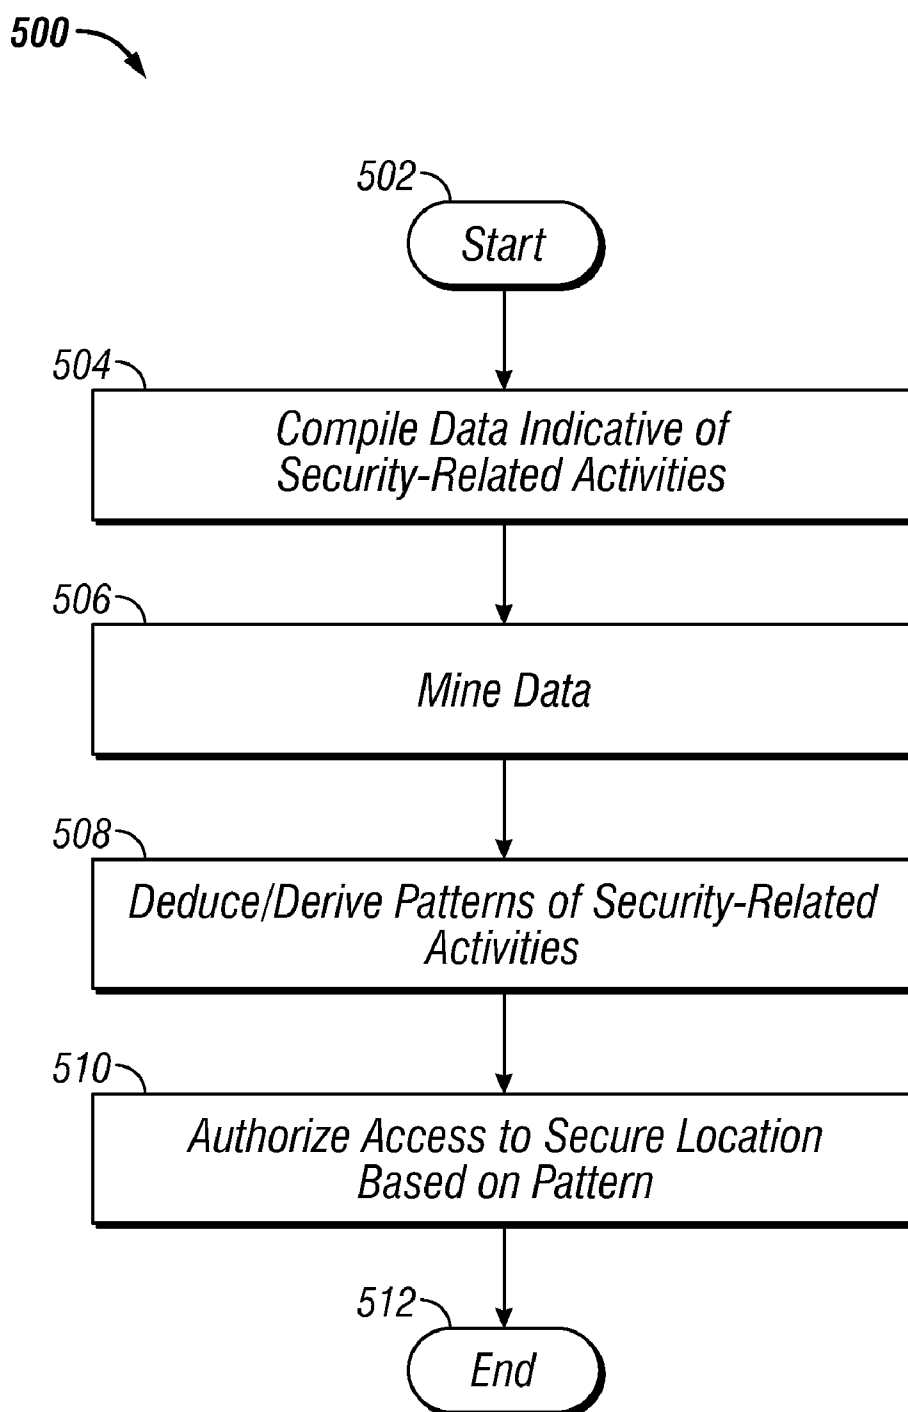 500
502
Start
504
Compile Data Indicative of
Security-Related Activities
506
Mine Data
508
Deduce/Derive Patterns of Security-Related
Activities
510
Authorize Access to Secure Location
Based on Pattern
512
End